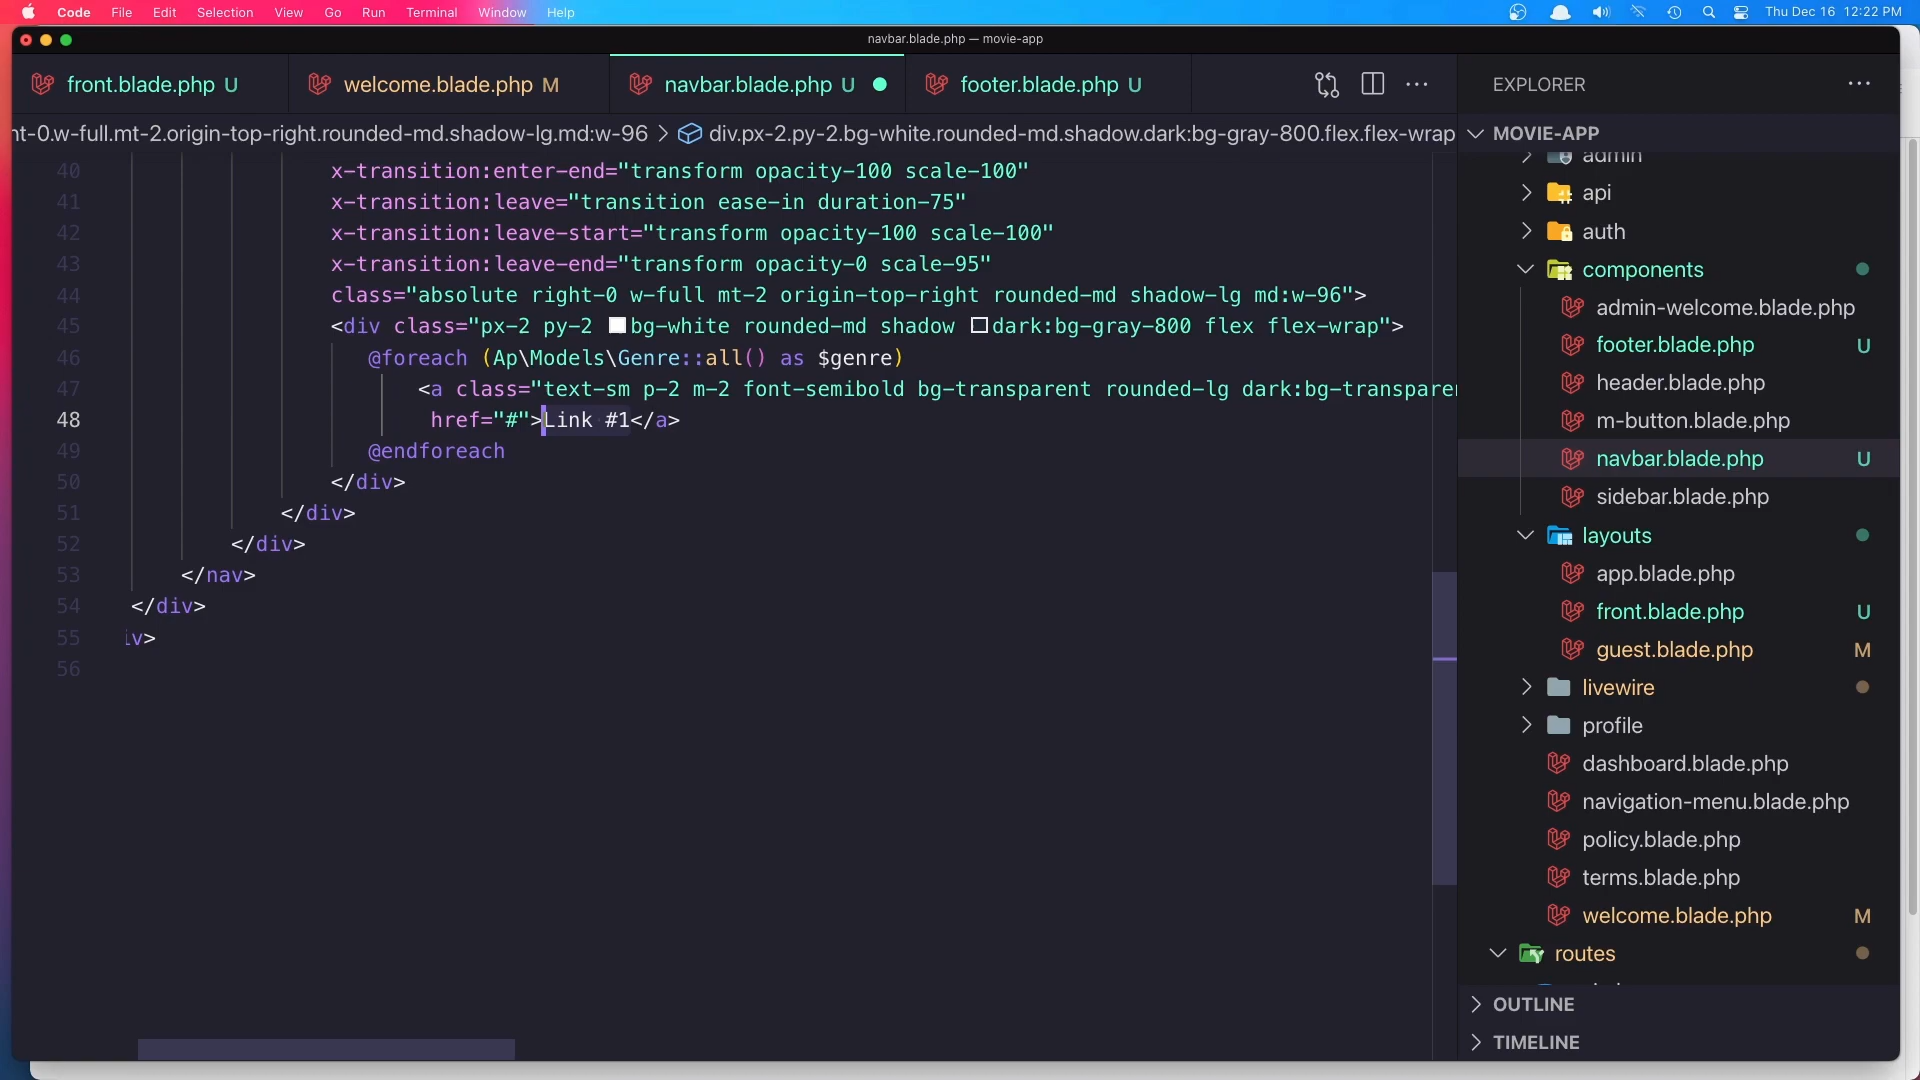 Code File Edit Selection View Go Run Terminal Window Help Thu Dec 16 12:22 PM
navbar.blade.php — movie-app
front.blade.php U welcome.blade.php M navbar.blade.php U footer.blade.php U
nt-0.w-full.mt-2.origin-top-right.rounded-md.shadow-lg.md:w-96 > div.px-2.py-2.bg-white.rounded-md.shadow.dark:bg-gray-800.flex.flex-wrap
40 x-transition:enter-end="transform opacity-100 scale-100"
41 x-transition:leave="transition ease-in duration-75"
42 x-transition:leave-start="transform opacity-100 scale-100"
43 x-transition:leave-end="transform opacity-0 scale-95"
44 class="absolute right-0 w-full mt-2 origin-top-right rounded-md shadow-lg md:w-96">
45 <div class="px-2 py-2 bg-white rounded-md shadow dark:bg-gray-800 flex flex-wrap">
46 @foreach (Ap\Models\Genre::all() as $genre)
47 <a class="text-sm p-2 m-2 font-semibold bg-transparent rounded-lg dark:bg-transparen
48 href="#">Link #1</a>
49 @endforeach
50 </div>
51 </div>
52 </div>
53 </nav>
54 </div>
55 iv>
56
EXPLORER
MOVIE-APP
admin
api
auth
components
admin-welcome.blade.php
footer.blade.php U
header.blade.php
m-button.blade.php
navbar.blade.php U
sidebar.blade.php
layouts
app.blade.php
front.blade.php U
guest.blade.php M
livewire
profile
dashboard.blade.php
navigation-menu.blade.php
policy.blade.php
terms.blade.php
welcome.blade.php M
routes
OUTLINE
TIMELINE